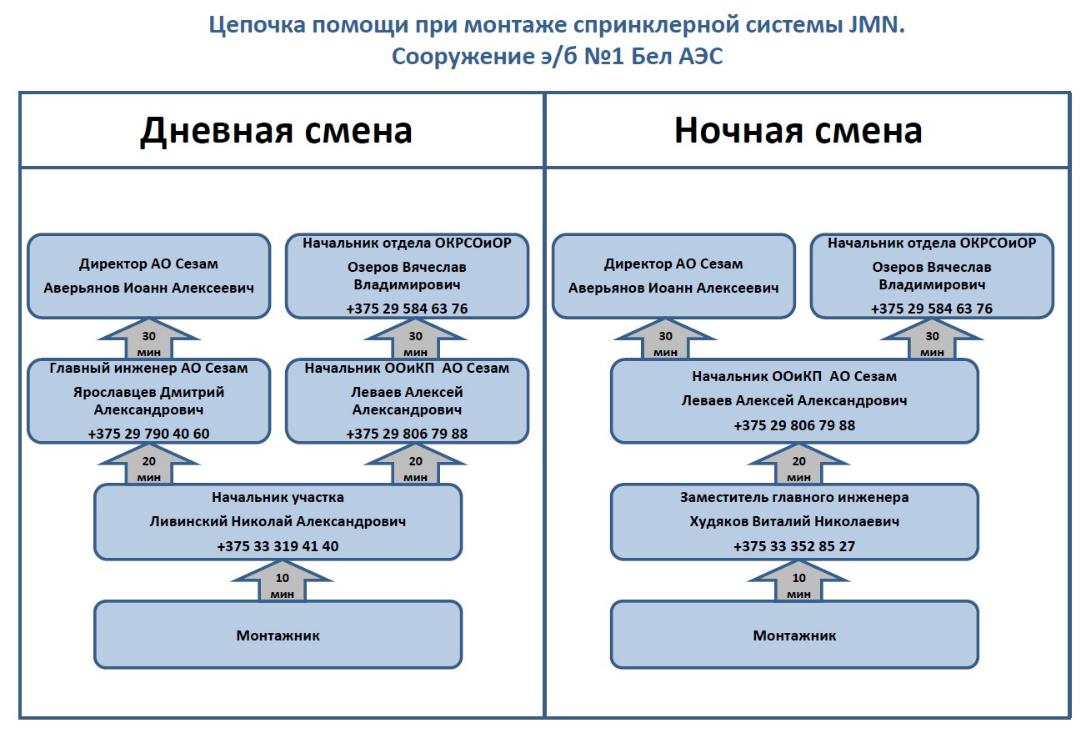 Цепочка помощи при монтаже спринклерной системы JMN.
Сооружение э/б №1 Бел АЭС
Дневная смена
Ночная смена
Директор АО Сезам
Аверьянов Иоанн Алексеевич
Начальник отдела ОКРСОиОР
Озеров Вячеслав
Владимирович
+375 29 584 63 76
30
мин
30
мин
Главный инженер АО Сезам
Ярославцев Дмитрий
Александрович
+375 29 790 40 60
Начальник ООиКП  АО Сезам
Леваев Алексей
Александрович
+375 29 806 79 88
20
мин
20
мин
Начальник участка
Ливинский Николай Александрович
+375 33 319 41 40
10
мин
Монтажник
Директор АО Сезам
Аверьянов Иоанн Алексеевич
Начальник отдела ОКРСОиОР
Озеров Вячеслав
Владимирович
+375 29 584 63 76
30
мин
30
мин
Начальник ООиКП  АО Сезам
Леваев Алексей Александрович
+375 29 806 79 88
20
мин
Заместитель главного инженера
Худяков Виталий Николаевич
+375 33 352 85 27
10
мин
Монтажник